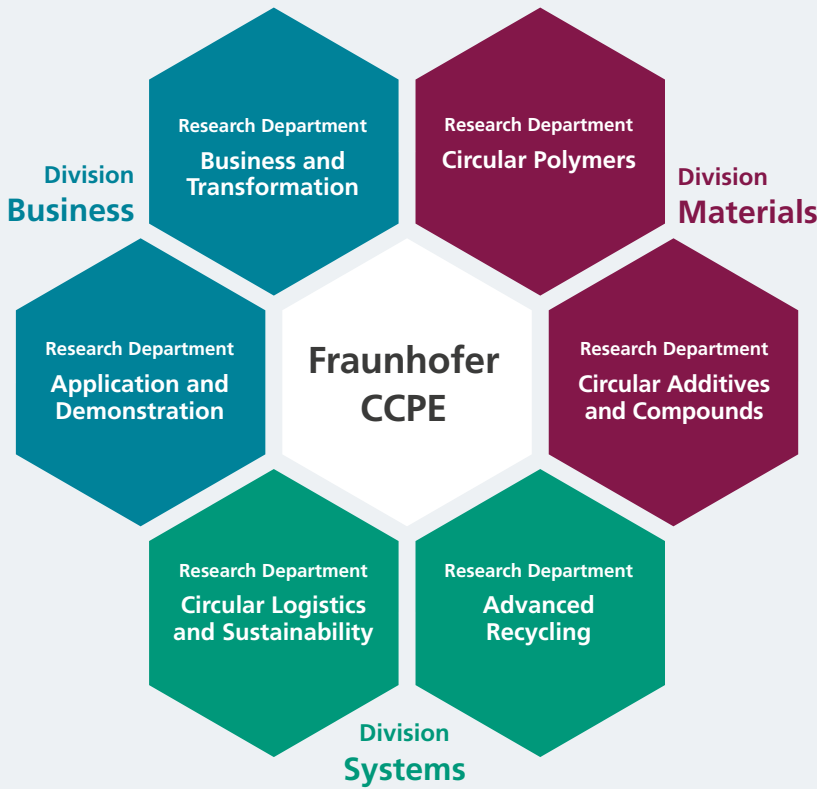 Research Department
Business and
Transformation
Research Department
Circular Polymers
Division
Business
Division
Materials
Research Department
Application and
Demonstration
Fraunhofer
CCPE
Research Department
Circular Additives
and Compounds
Research Department
Circular Logistics
and Sustainability
Research Department
Advanced
Recycling
Division
Systems